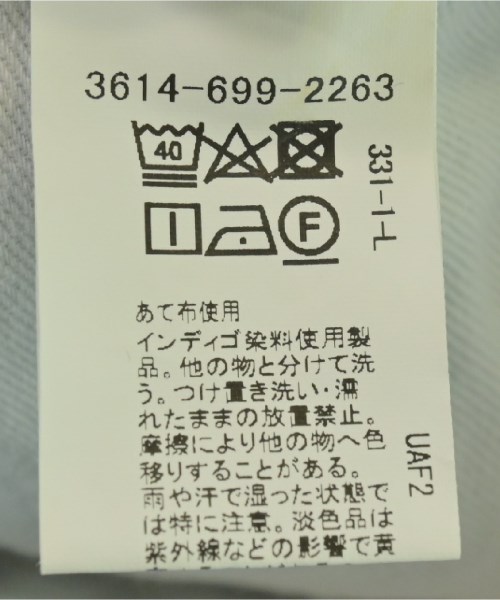 3614-699-2263
40
331-1-L
F
あて布使用
インディゴ染料使用製
品。他の物と分けて洗
う。つけ置き洗い・濡
れたままの放置禁止。
摩擦により他の物へ色
移りすることがある。
雨や汗で湿った状態で
は特に注意。淡色品は
紫外線などの影響で黄
UAF2